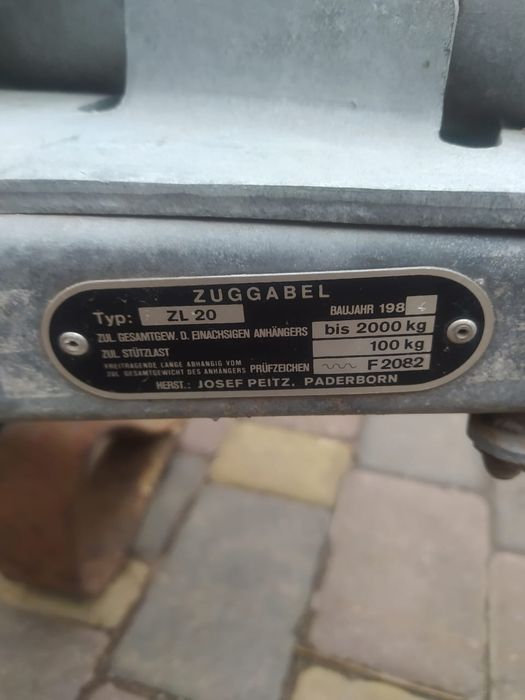 ZUGGABEL
Typ: ZL 20 BAUJAHR 198
ZUL. GESAMTGEW. D. EINACHSIGEN ANHÄNGERS bis 2000 kg
ZUL. STÜTZLAST 100 kg
FREITRAGENDE LÄNGE ABHÄNGIG VOM
ZUL. GESAMTGEWICHT DES ANHÄNGERS PRÜFZEICHEN F 2082
HERST.: JOSEF PEITZ, PADERBORN